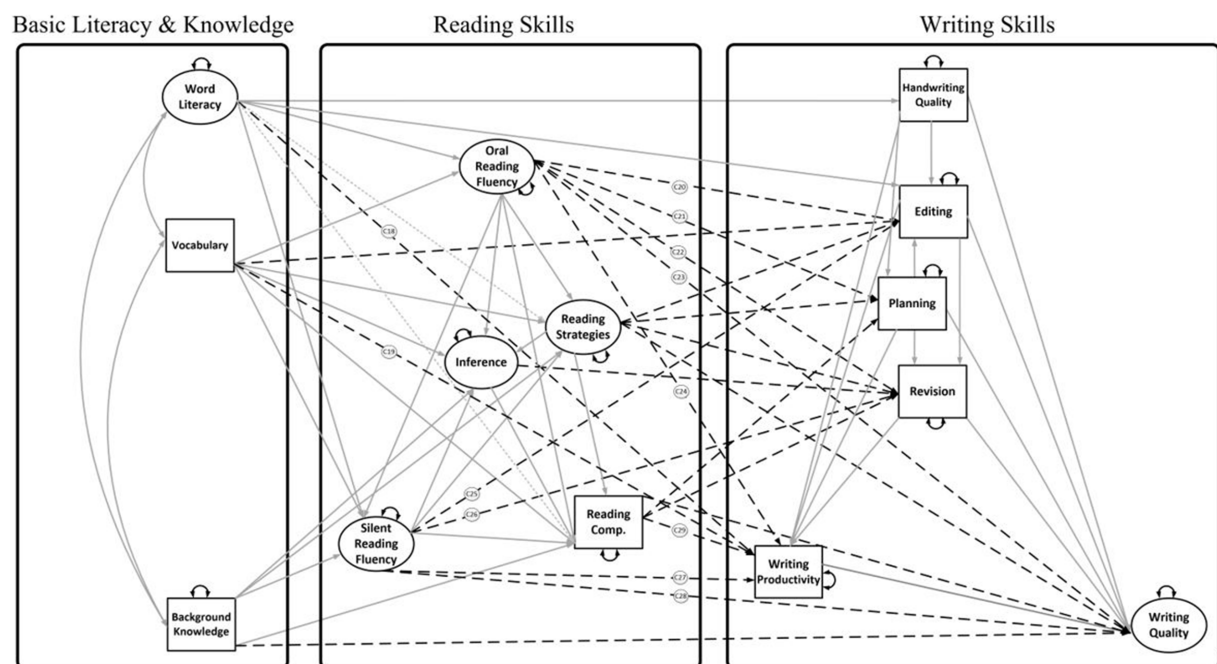 Basic Literacy & Knowledge
Reading Skills
Writing Skills
Word
Literacy
Vocabulary
Background
Knowledge
Oral
Reading
Fluency
Reading
Strategies
Inference
Silent
Reading
Fluency
Reading
Comp.
Handwriting
Quality
Editing
Planning
Revision
Writing
Productivity
Writing
Quality
C18
C19
C20
C21
C22
C23
C24
C25
C26
C29
C27
C28